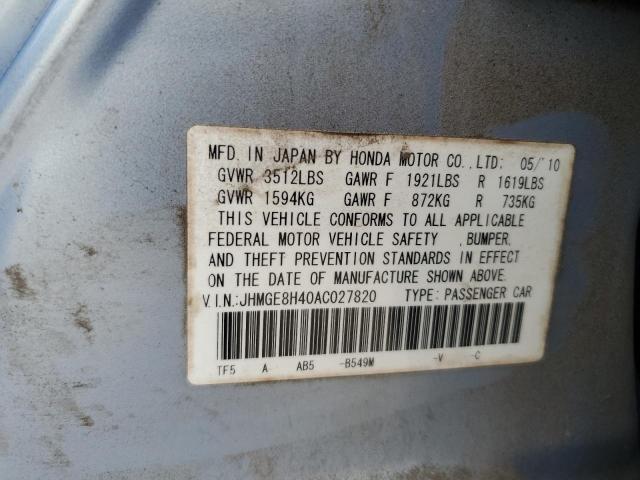 MFD. IN JAPAN BY HONDA MOTOR CO.,LTD: 05/'10
GVWR 3512LBS GAWR F 1921LBS R 1619LBS
GVWR 1594KG GAWR F 872KG R 735KG
THIS VEHICLE CONFORMS TO ALL APPLICABLE
FEDERAL MOTOR VEHICLE SAFETY ,BUMPER,
AND THEFT PREVENTION STANDARDS IN EFFECT
ON THE DATE OF MANUFACTURE SHOWN ABOVE.
V.I.N.:JHMGE8H40AC027820 TYPE: PASSENGER CAR
TF5 A AB5 -B549M -V -C